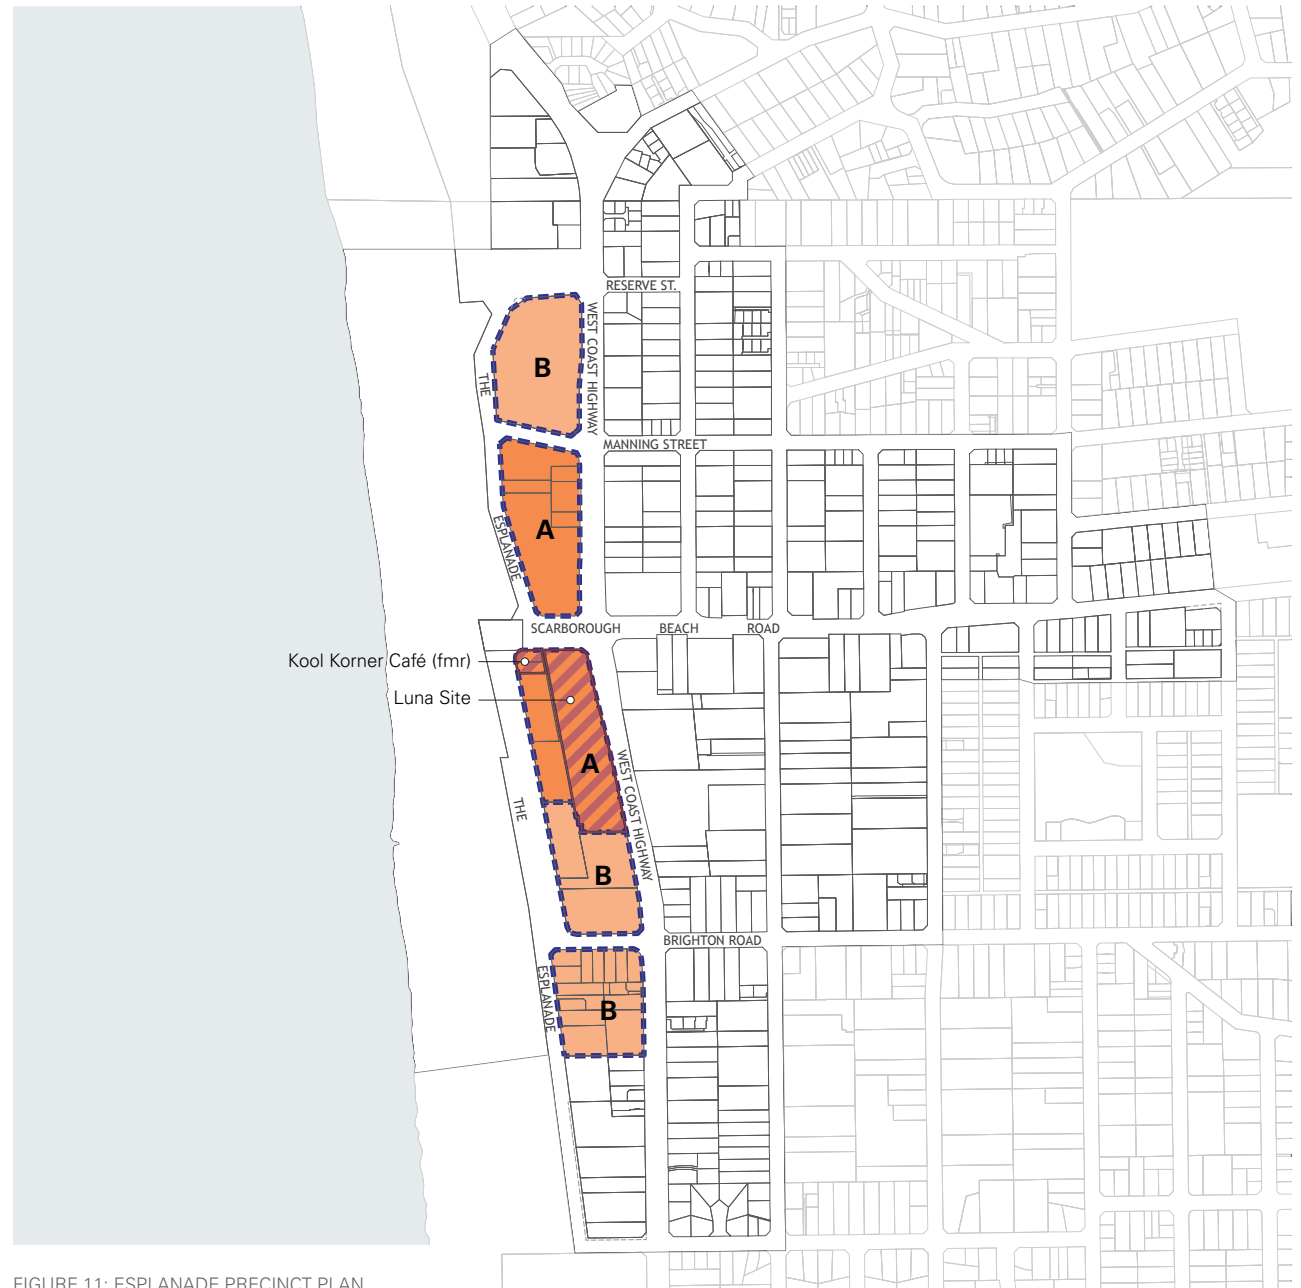 RESERVE ST.
WEST COAST HIGHWAY
B
THE
MANNING STREET
A
ESPLANADE
SCARBOROUGH BEACH ROAD
Kool Korner Café (fmr)
Luna Site
A
WEST COAST HIGHWAY
THE
B
BRIGHTON ROAD
ESPLANADE
B
FIGURE 11: ESPLANADE PRECINCT PLAN